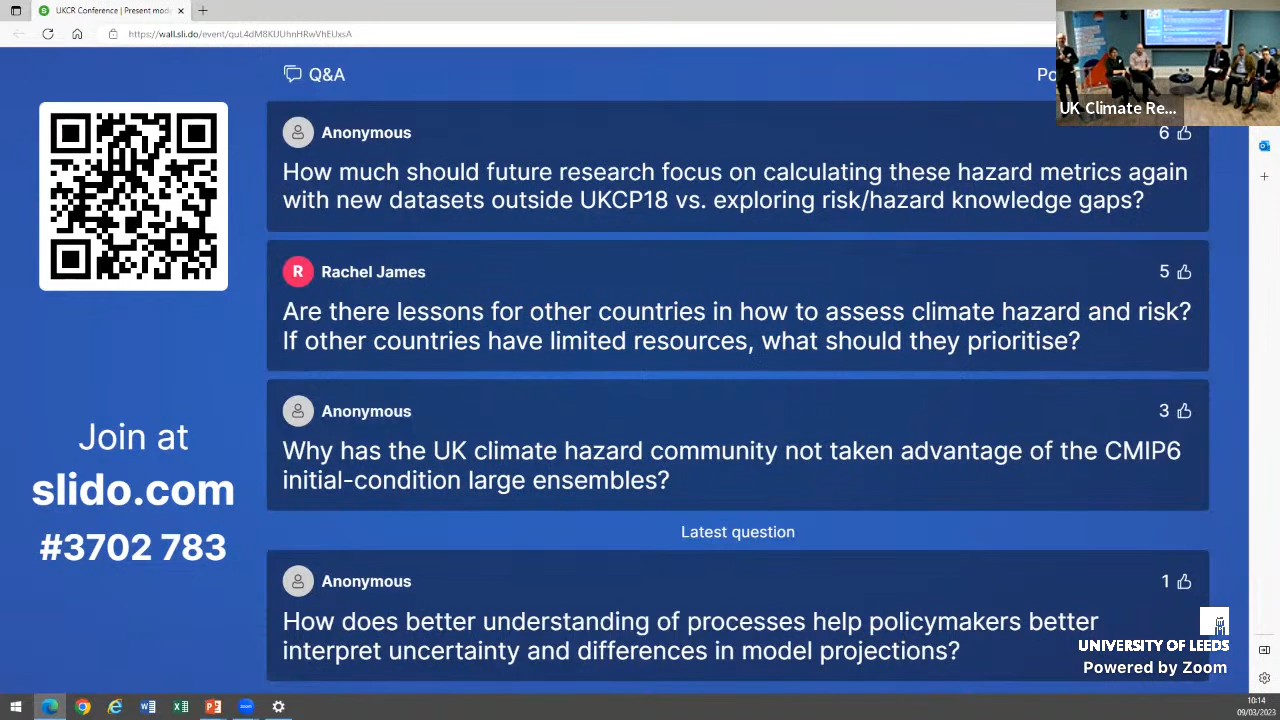 UKCR Conference | Present mod
https://wall.sli.do/event/quL4dM8KUUhnHRwVhEUxsA
Q&A
Po
UK Climate Re...
Anonymous
6
How much should future research focus on calculating these hazard metrics again
with new datasets outside UKCP18 vs. exploring risk/hazard knowledge gaps?
R
Rachel James
5
Are there lessons for other countries in how to assess climate hazard and risk?
If other countries have limited resources, what should they prioritise?
Anonymous
3
Why has the UK climate hazard community not taken advantage of the CMIP6
initial-condition large ensembles?
Join at
slido.com
#3702 783
Latest question
Anonymous
1
How does better understanding of processes help policymakers better
interpret uncertainty and differences in model projections?
UNIVERSITY OF LEEDS
Powered by Zoom
10:14
09/03/2023